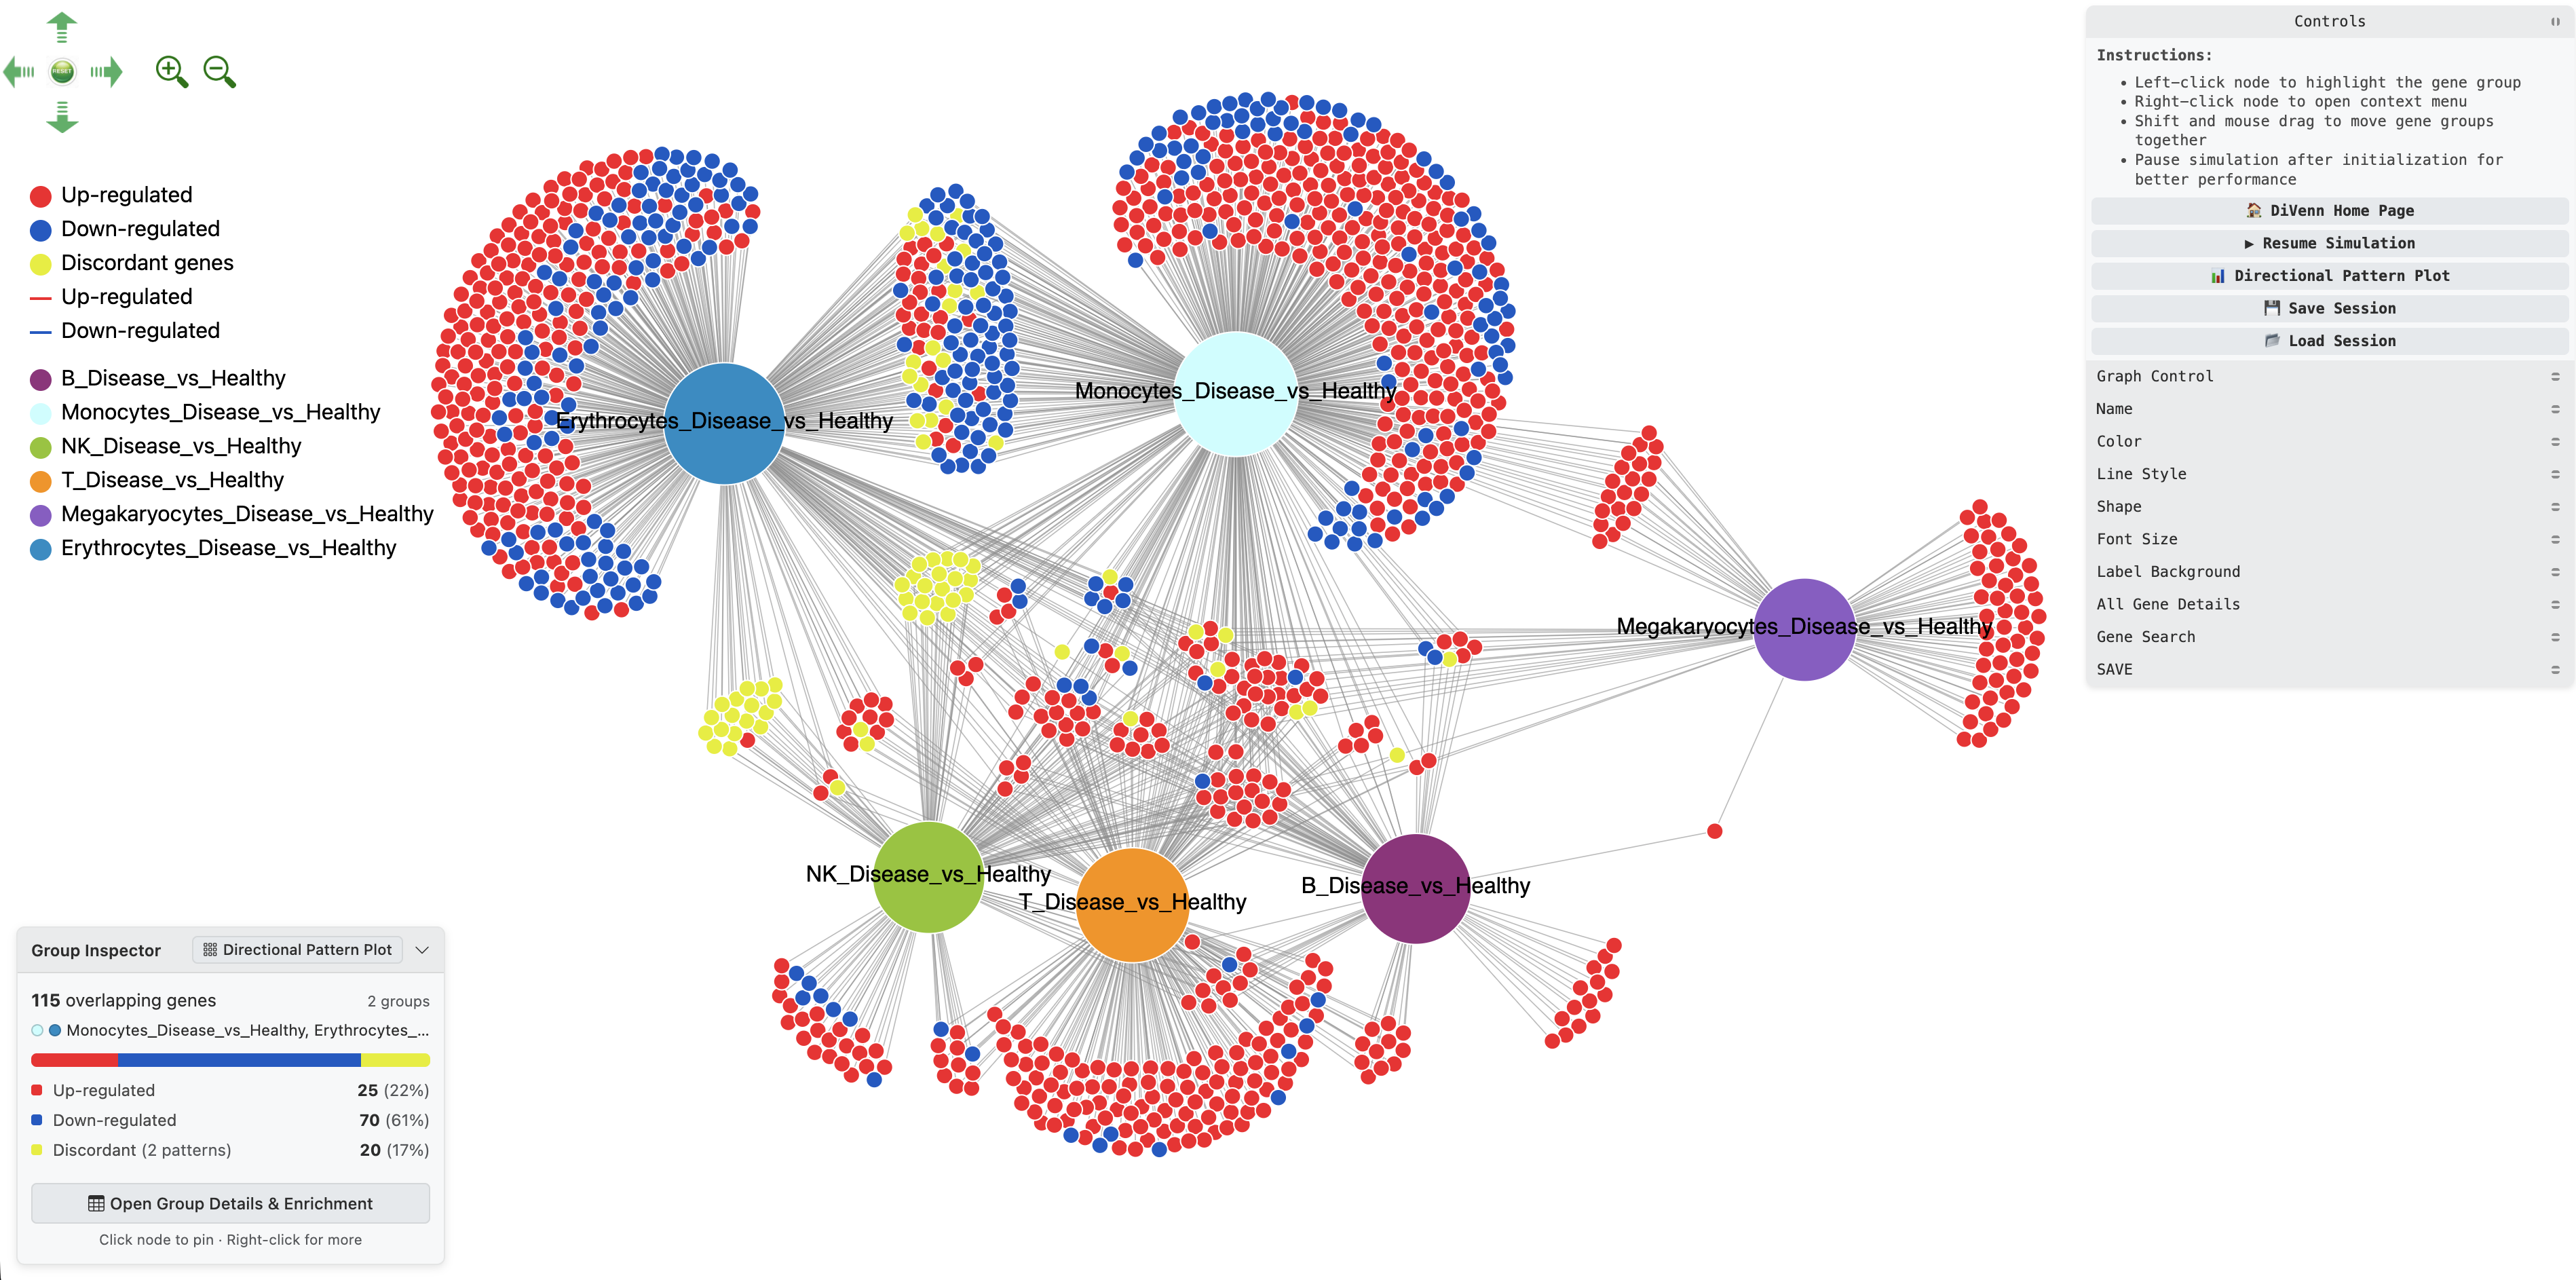 RESET
Up-regulated
Down-regulated
Discordant genes
Up-regulated
Down-regulated
B_Disease_vs_Healthy
Monocytes_Disease_vs_Healthy
NK_Disease_vs_Healthy
T_Disease_vs_Healthy
Megakaryocytes_Disease_vs_Healthy
Erythrocytes_Disease_vs_Healthy
Erythrocytes_Disease_vs_Healthy
Monocytes_Disease_vs_Healthy
Megakaryocytes_Disease_vs_Healthy
NK_Disease_vs_Healthy
T_Disease_vs_Healthy
B_Disease_vs_Healthy
Group Inspector
Directional Pattern Plot
115 overlapping genes
2 groups
Monocytes_Disease_vs_Healthy, Erythrocytes_...
Up-regulated 25 (22%)
Down-regulated 70 (61%)
Discordant (2 patterns) 20 (17%)
Open Group Details & Enrichment
Click node to pin · Right-click for more
Controls
Instructions:
• Left-click node to highlight the gene group
• Right-click node to open context menu
• Shift and mouse drag to move gene groups
together
• Pause simulation after initialization for
better performance
DiVenn Home Page
Resume Simulation
Directional Pattern Plot
Save Session
Load Session
Graph Control
Name
Color
Line Style
Shape
Font Size
Label Background
All Gene Details
Gene Search
SAVE